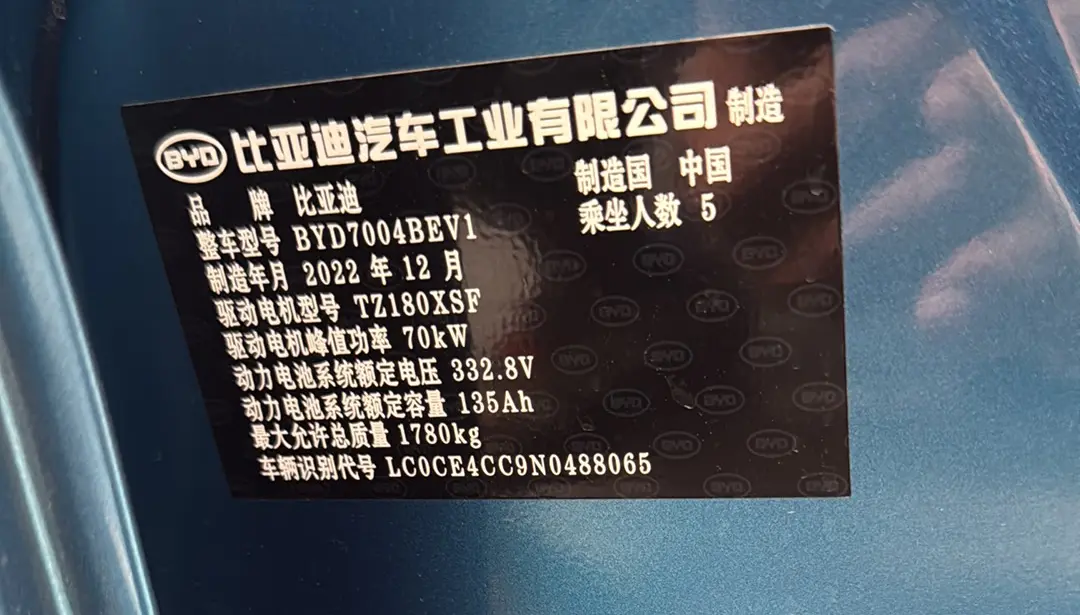 BYD 比亚迪汽车工业有限公司 制造
品 牌 比亚迪
制造国 中国
整车型号 BYD7004BEV1
乘坐人数 5
制造年月 2022 年 12 月
驱动电机型号 TZ180XSF
驱动电机峰值功率 70kW
动力电池系统额定电压 332.8V
动力电池系统额定容量 135Ah
最大允许总质量 1780kg
车辆识别代号 LC0CE4CC9N0488065